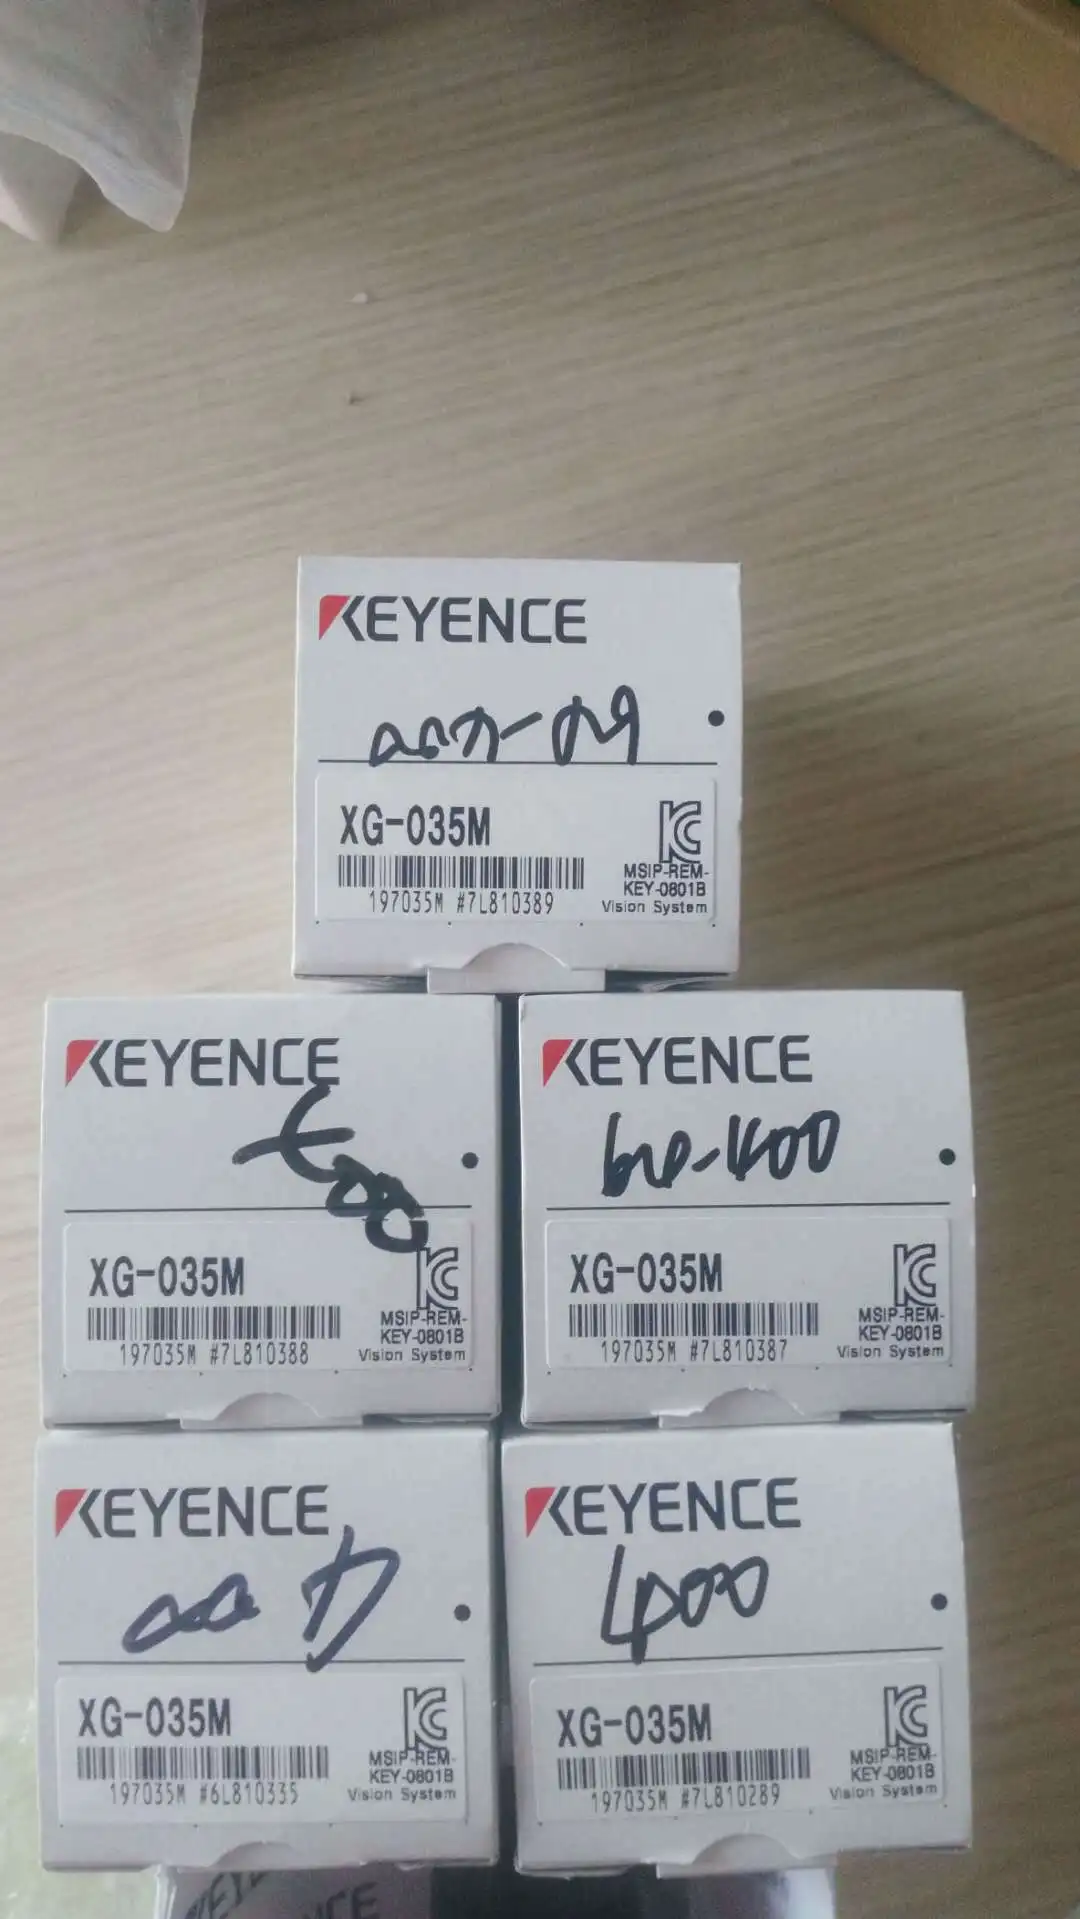 KEYENCE
XG-035M
MSIP-REM-
KEY-0801B
197035M #7L810389
Vision System
KEYENCE
XG-035M
MSIP-REM-
KEY-0801B
197035M #7L810388
Vision System
KEYENCE
XG-035M
MSIP-REM-
KEY-0801B
197035M #7L810387
Vision System
KEYENCE
XG-035M
MSIP-REM-
KEY-0801B
197035M #6L810335
Vision System
KEYENCE
4000
XG-035M
MSIP-REM-
KEY-0801B
197035M #7L810289
Vision System